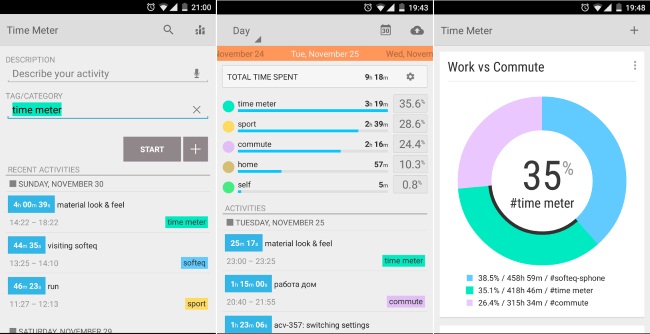 21:00
Time Meter
DESCRIPTION
Describe your activity
TAG/CATEGORY
time meter
START
+
RECENT ACTIVITIES
SUNDAY, NOVEMBER 30
4h 00m 39s material look & feel
14:22 – 18:22 time meter
44m 35s visiting softeq
13:25 – 14:10 softeq
46m 23s run
11:27 – 12:13 sport
SATURDAY, NOVEMBER 29
19:43
Day
30
November 24 Tue, November 25 Wed, Novem
TOTAL TIME SPENT 9h 18m
time meter 3h 19m 35.6%
sport 2h 39m 28.6%
commute 2h 16m 24.4%
home 57m 10.3%
self 5m 0.8%
ACTIVITIES
TUESDAY, NOVEMBER 25
25m 17s material look & feel
23:00 – 23:25 time meter
1h 15m 00s работа дом
20:40 – 21:55 commute
1h 23m 06s acv-357: switching settings
19:48
Time Meter
+
Work vs Commute
35%
#time meter
38.5% / 458h 59m / #softeq-sphone
35.1% / 418h 46m / #time meter
26.4% / 315h 34m / #commute